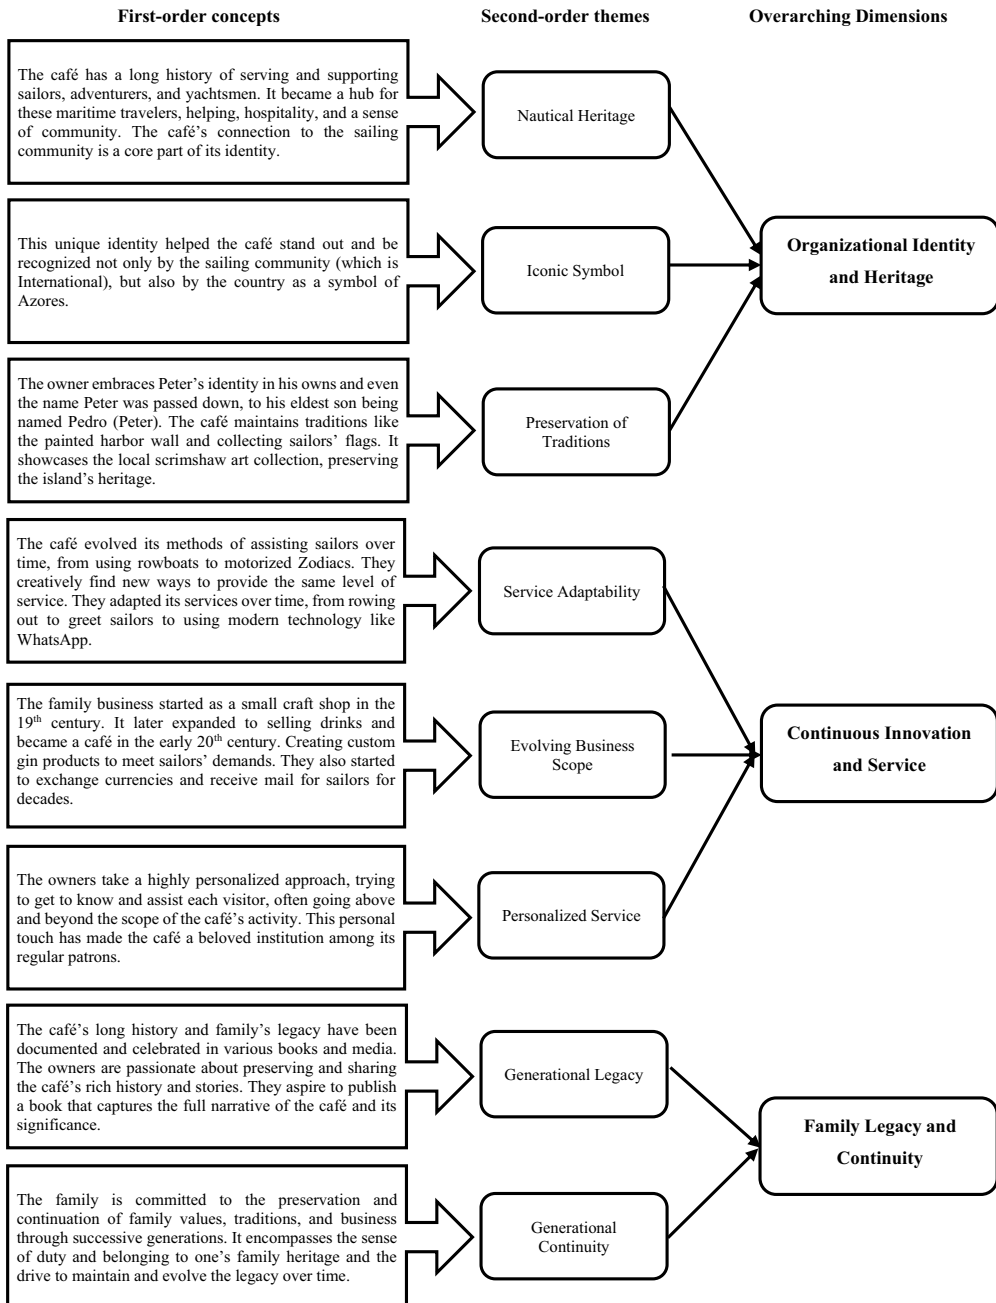 First-order concepts
Second-order themes
Overarching Dimensions
The café has a long history of serving and supporting
sailors, adventurers, and yachtsmen. It became a hub for
these maritime travelers, helping, hospitality, and a sense
of community. The café's connection to the sailing
community is a core part of its identity.
Nautical Heritage
This unique identity helped the café stand out and be
recognized not only by the sailing community (which is
International), but also by the country as a symbol of
Azores.
Iconic Symbol
Organizational Identity
and Heritage
The owner embraces Peter's identity in his owns and even
the name Peter was passed down, to his eldest son being
named Pedro (Peter). The café maintains traditions like
the painted harbor wall and collecting sailors' flags. It
showcases the local scrimshaw art collection, preserving
the island's heritage.
Preservation of
Traditions
The café evolved its methods of assisting sailors over
time, from using rowboats to motorized Zodiacs. They
creatively find new ways to provide the same level of
service. They adapted its services over time, from rowing
out to greet sailors to using modern technology like
WhatsApp.
Service Adaptability
The family business started as a small craft shop in the
19th century. It later expanded to selling drinks and
became a café in the early 20th century. Creating custom
gin products to meet sailors' demands. They also started
to exchange currencies and receive mail for sailors for
decades.
Evolving Business
Scope
Continuous Innovation
and Service
The owners take a highly personalized approach, trying
to get to know and assist each visitor, often going above
and beyond the scope of the café's activity. This personal
touch has made the café a beloved institution among its
regular patrons.
Personalized Service
The café's long history and family's legacy have been
documented and celebrated in various books and media.
The owners are passionate about preserving and sharing
the café's rich history and stories. They aspire to publish
a book that captures the full narrative of the café and its
significance.
Generational Legacy
Family Legacy and
Continuity
The family is committed to the preservation and
continuation of family values, traditions, and business
through successive generations. It encompasses the sense
of duty and belonging to one's family heritage and the
drive to maintain and evolve the legacy over time.
Generational
Continuity